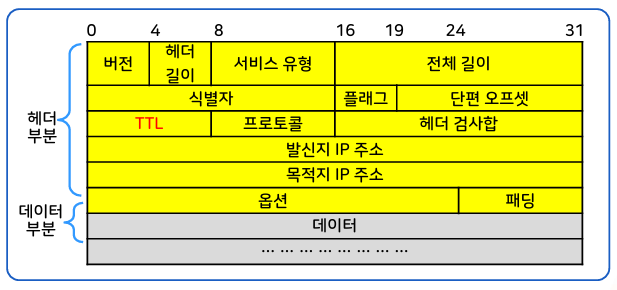 0 4 8 16 19 24 31
버전 헤더 길이 서비스 유형 전체 길이
식별자 플래그 단편 오프셋
TTL 프로토콜 헤더 검사합
발신지 IP 주소
목적지 IP 주소
옵션 패딩
데이터
... ... ... ... ... ... ... ...
헤더
부분
데이터
부분